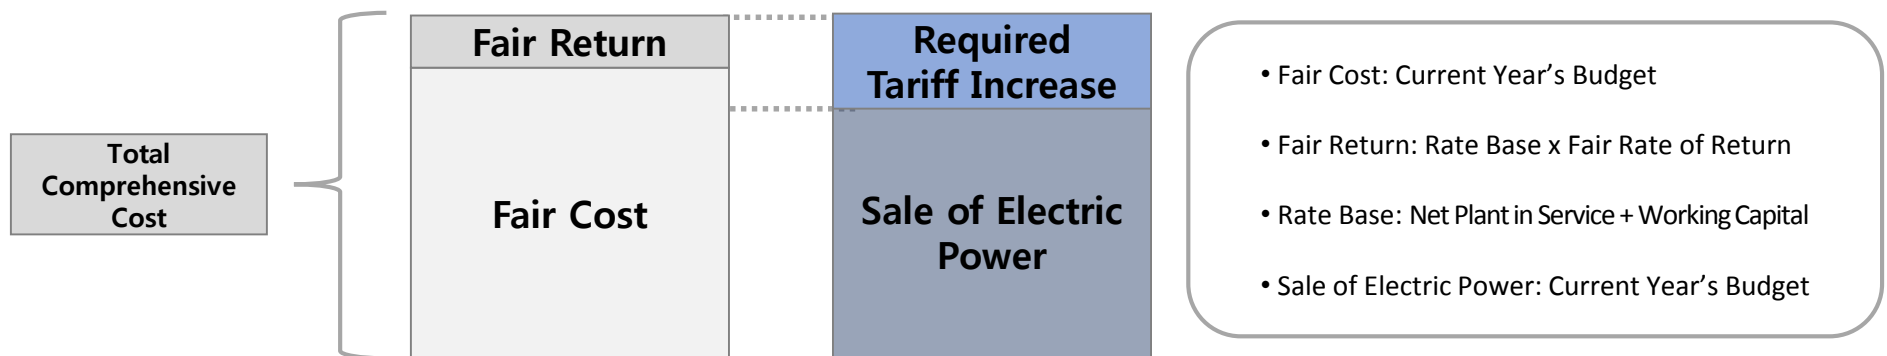 Total
Comprehensive
Cost
Fair Return
Fair Cost
Required
Tariff Increase
Sale of Electric
Power
• Fair Cost: Current Year’s Budget
• Fair Return: Rate Base x Fair Rate of Return
• Rate Base: Net Plant in Service + Working Capital
• Sale of Electric Power: Current Year’s Budget